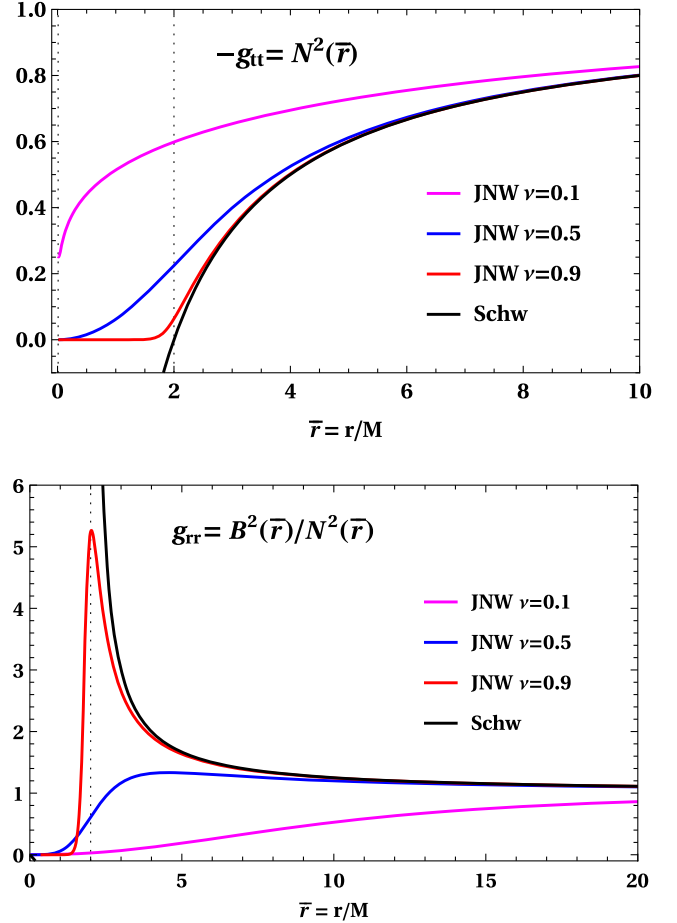 1.0
−g_tt = N²(r̄)
0.8
0.6
0.4
0.2
0.0
JNW ν=0.1
JNW ν=0.5
JNW ν=0.9
Schw
0 2 4 6 8 10
r̄ = r/M
6
g_rr = B²(r̄)/N²(r̄)
5
4
3
2
1
0
JNW ν=0.1
JNW ν=0.5
JNW ν=0.9
Schw
0 5 10 15 20
r̄ = r/M